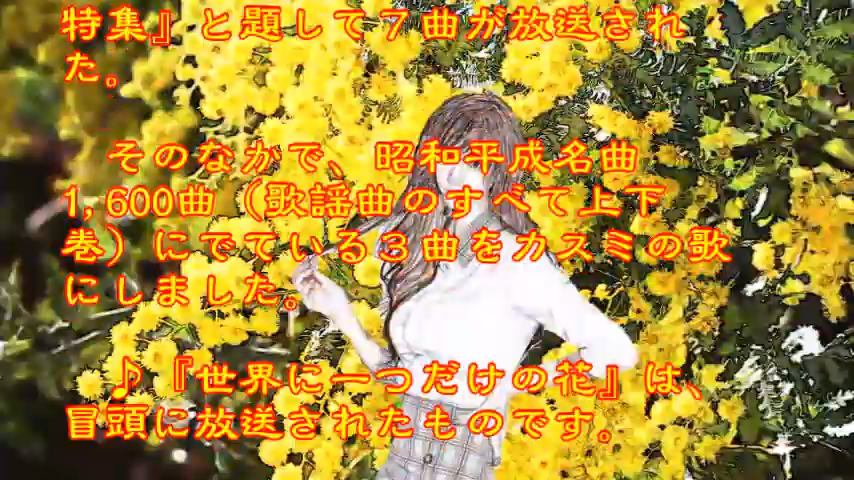 特集』と題して７曲が放送され
た。
そのなかで、昭和平成名曲
1,600曲（歌謡曲のすべて上下
巻）にでている３曲をカスミの歌
にしました。
♪『世界に一つだけの花』は、
冒頭に放送されたものです。